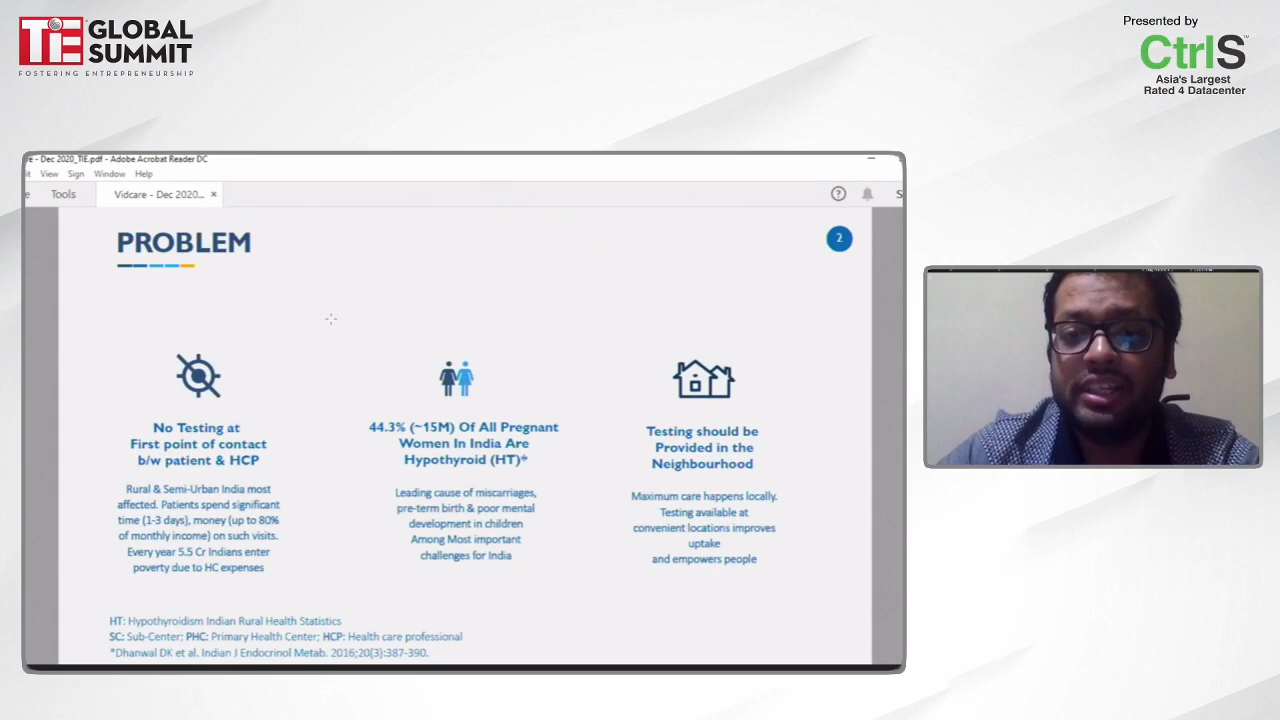 TiE GLOBAL
SUMMIT
FOSTERING ENTREPRENEURSHIP
Presented by
CtrlS
Asia's Largest
Rated 4 Datacenter
- Dec 2020_TiE.pdf - Adobe Acrobat Reader DC
View Sign Window Help
Tools Vidcare - Dec 2020... ×
PROBLEM
2
No Testing at
First point of contact
b/w patient & HCP
Rural & Semi-Urban India most
affected. Patients spend significant
time (1-3 days), money (up to 80%
of monthly income) on such visits.
Every year 5.5 Cr Indians enter
poverty due to HC expenses
44.3% (~15M) Of All Pregnant
Women In India Are
Hypothyroid (HT)*
Leading cause of miscarriages,
pre-term birth & poor mental
development in children
Among Most important
challenges for India
Testing should be
Provided in the
Neighbourhood
Maximum care happens locally.
Testing available at
convenient locations improves
uptake
and empowers people
HT: Hypothyroidism Indian Rural Health Statistics
SC: Sub-Center; PHC: Primary Health Center; HCP: Health care professional
*Dhanwal DK et al. Indian J Endocrinol Metab. 2016;20(3):387-390.